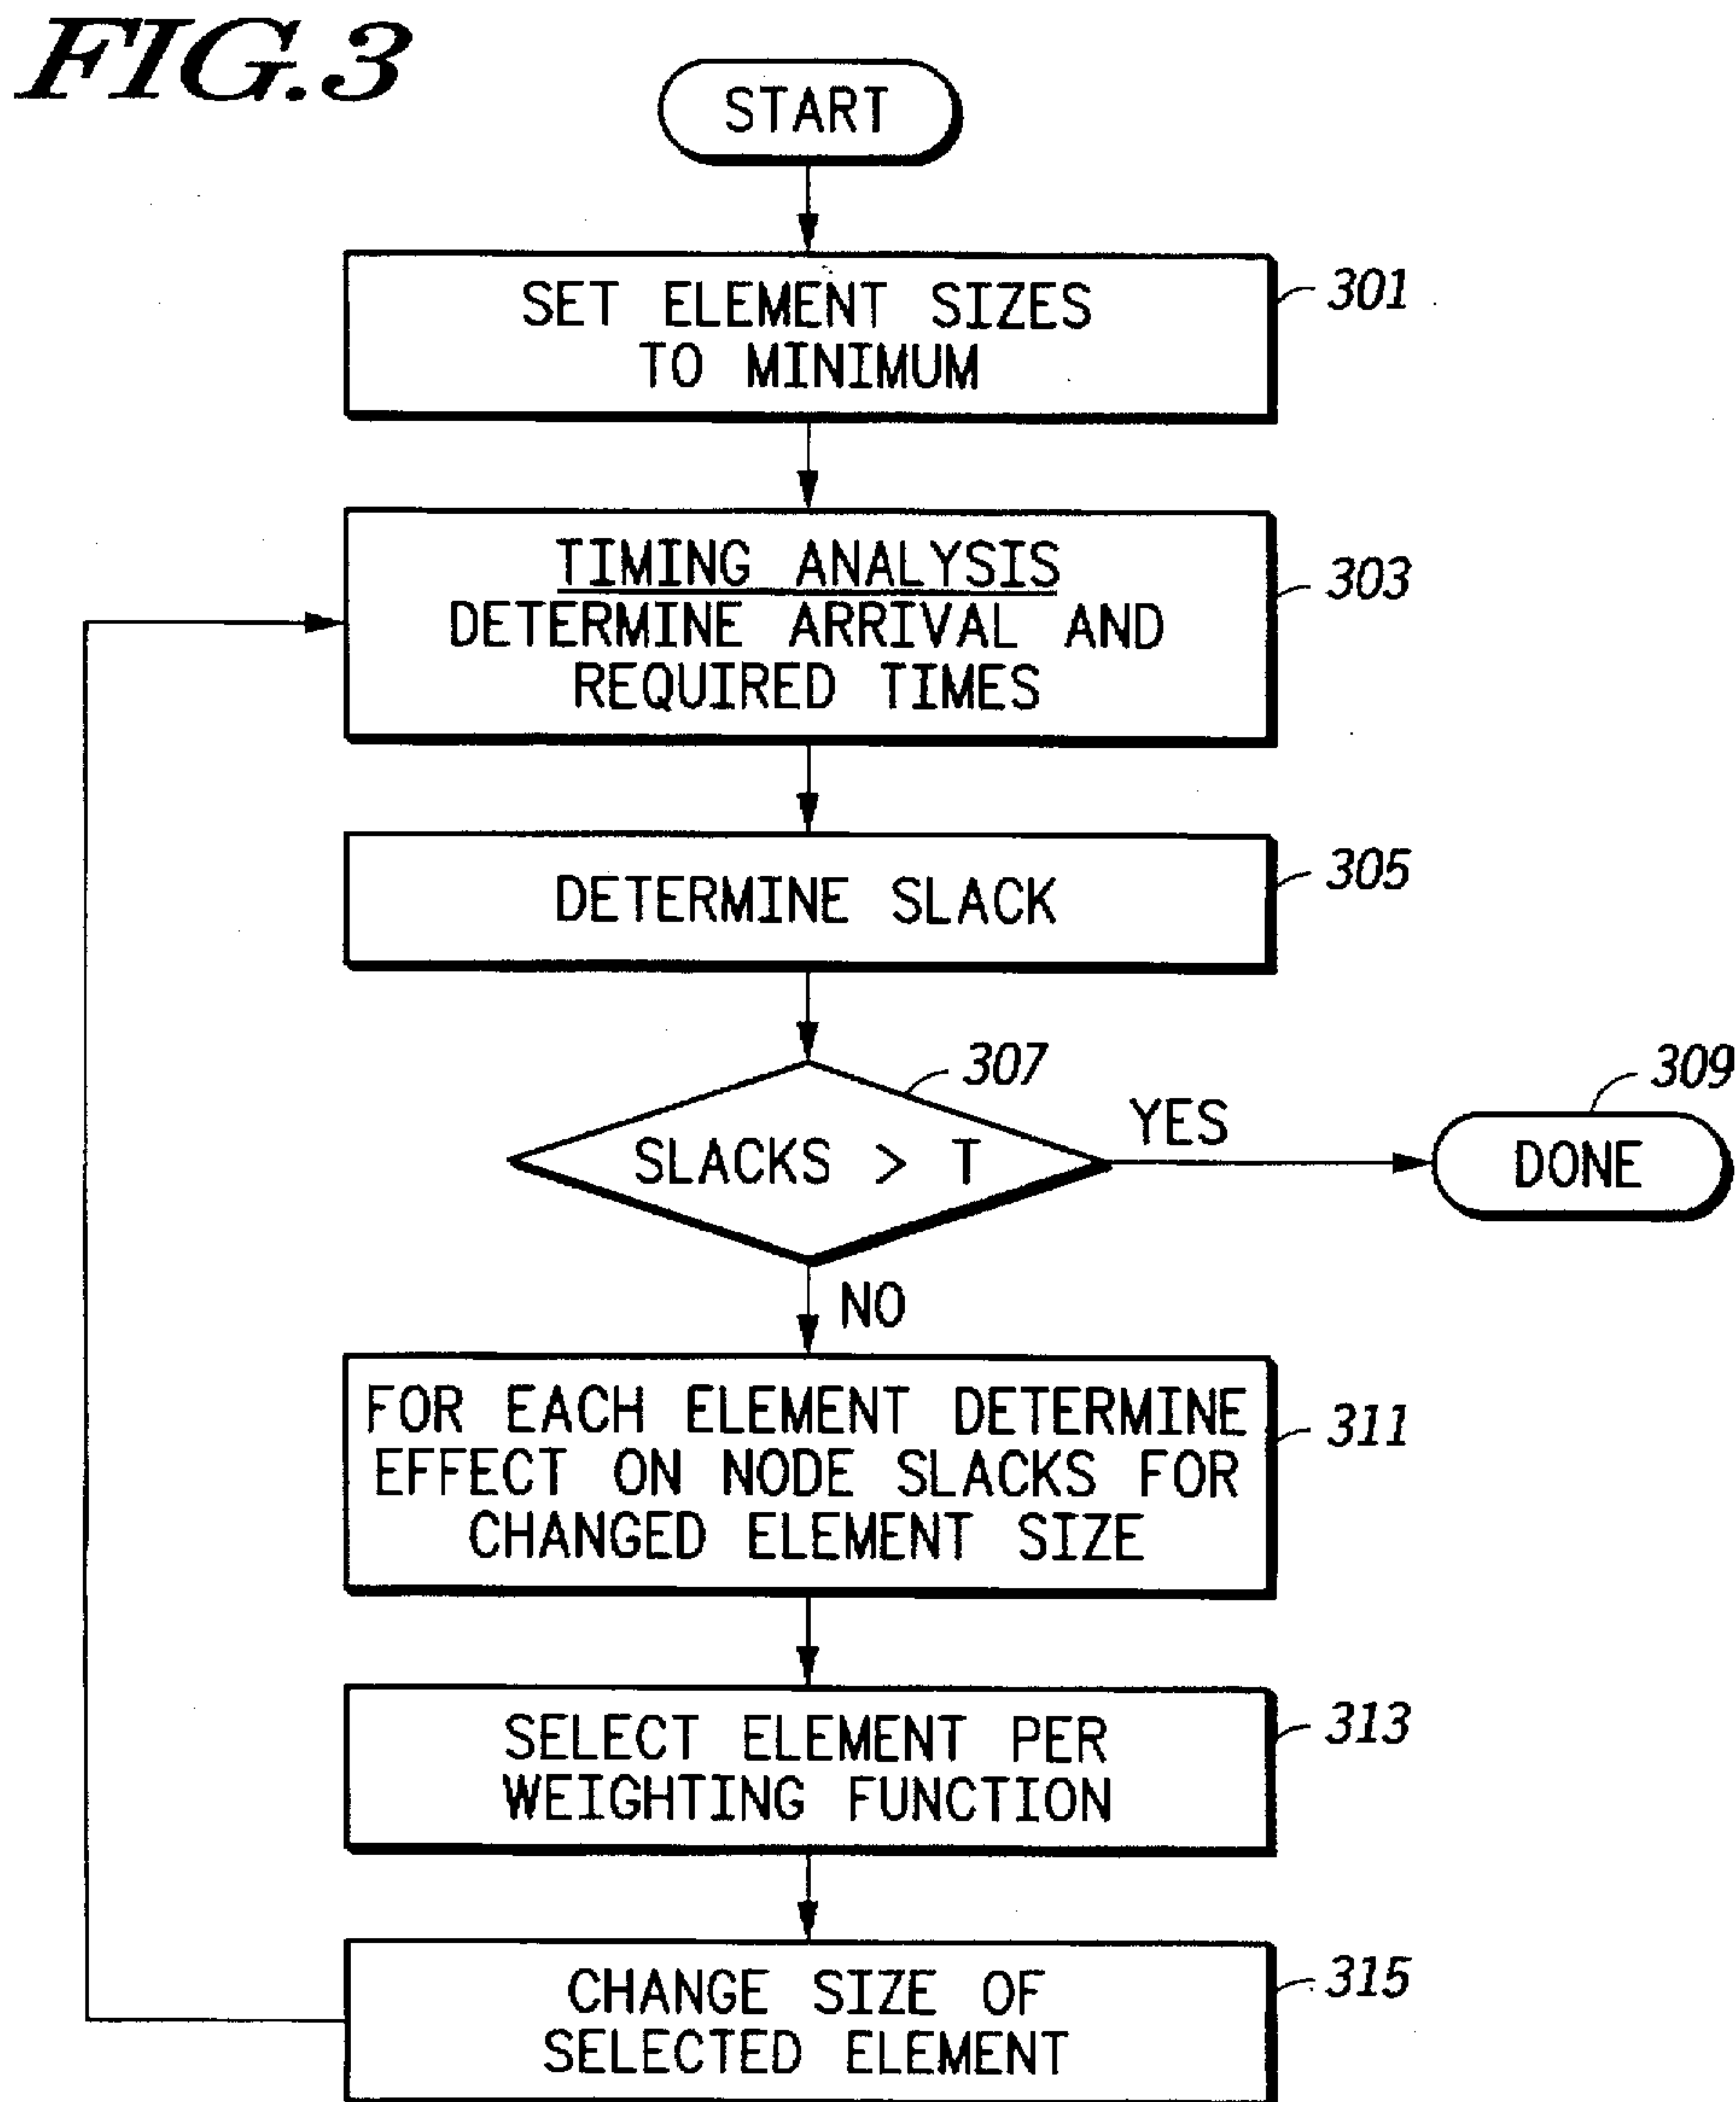 FIG.3
START
SET ELEMENT SIZES
TO MINIMUM
301
TIMING ANALYSIS
DETERMINE ARRIVAL AND
REQUIRED TIMES
303
DETERMINE SLACK
305
307
SLACKS > T
YES
309
DONE
NO
FOR EACH ELEMENT DETERMINE
EFFECT ON NODE SLACKS FOR
CHANGED ELEMENT SIZE
311
SELECT ELEMENT PER
WEIGHTING FUNCTION
313
CHANGE SIZE OF
SELECTED ELEMENT
315